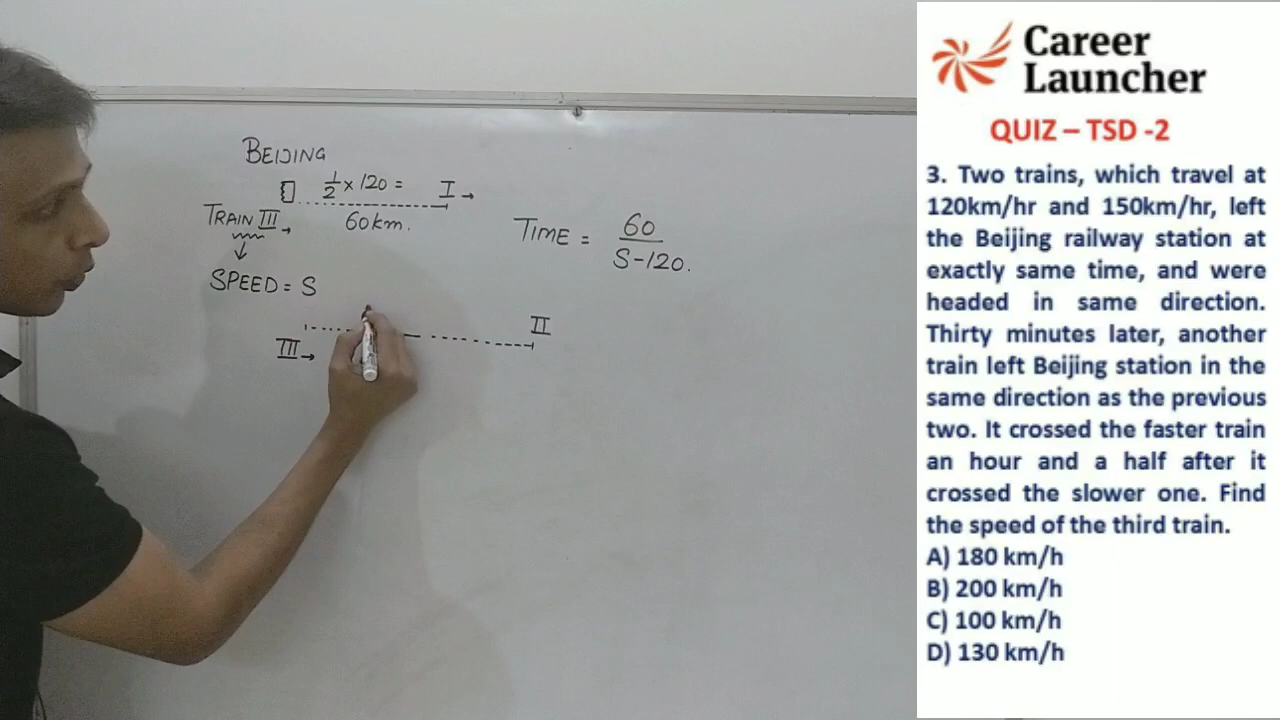 BEIJING
1/2 × 120 =
I →
60 km.
TRAIN III →
↓
SPEED = S
TIME = 60 / S-120.
II
III →
Career
Launcher
QUIZ – TSD -2
3. Two trains, which travel at
120km/hr and 150km/hr, left
the Beijing railway station at
exactly same time, and were
headed in same direction.
Thirty minutes later, another
train left Beijing station in the
same direction as the previous
two. It crossed the faster train
an hour and a half after it
crossed the slower one. Find
the speed of the third train.
A) 180 km/h
B) 200 km/h
C) 100 km/h
D) 130 km/h